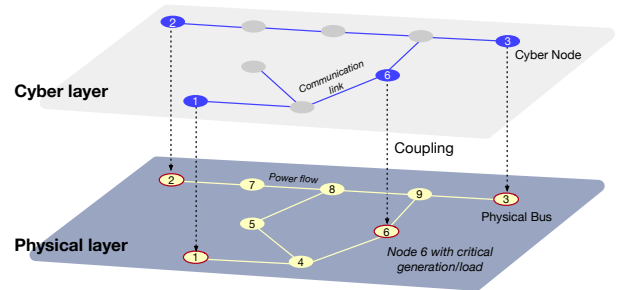 2
3
Cyber Node
6
Communication
link
Cyber layer
1
Coupling
2
7
Power flow
8
9
3
Physical Bus
5
6
Physical layer
1
4
Node 6 with critical
generation/load